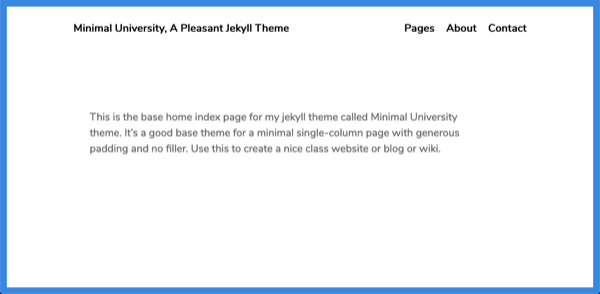 Minimal University, A Pleasant Jekyll Theme
Pages About Contact
This is the base home index page for my jekyll theme called Minimal University
theme. It's a good base theme for a minimal single-column page with generous
padding and no filler. Use this to create a nice class website or blog or wiki.